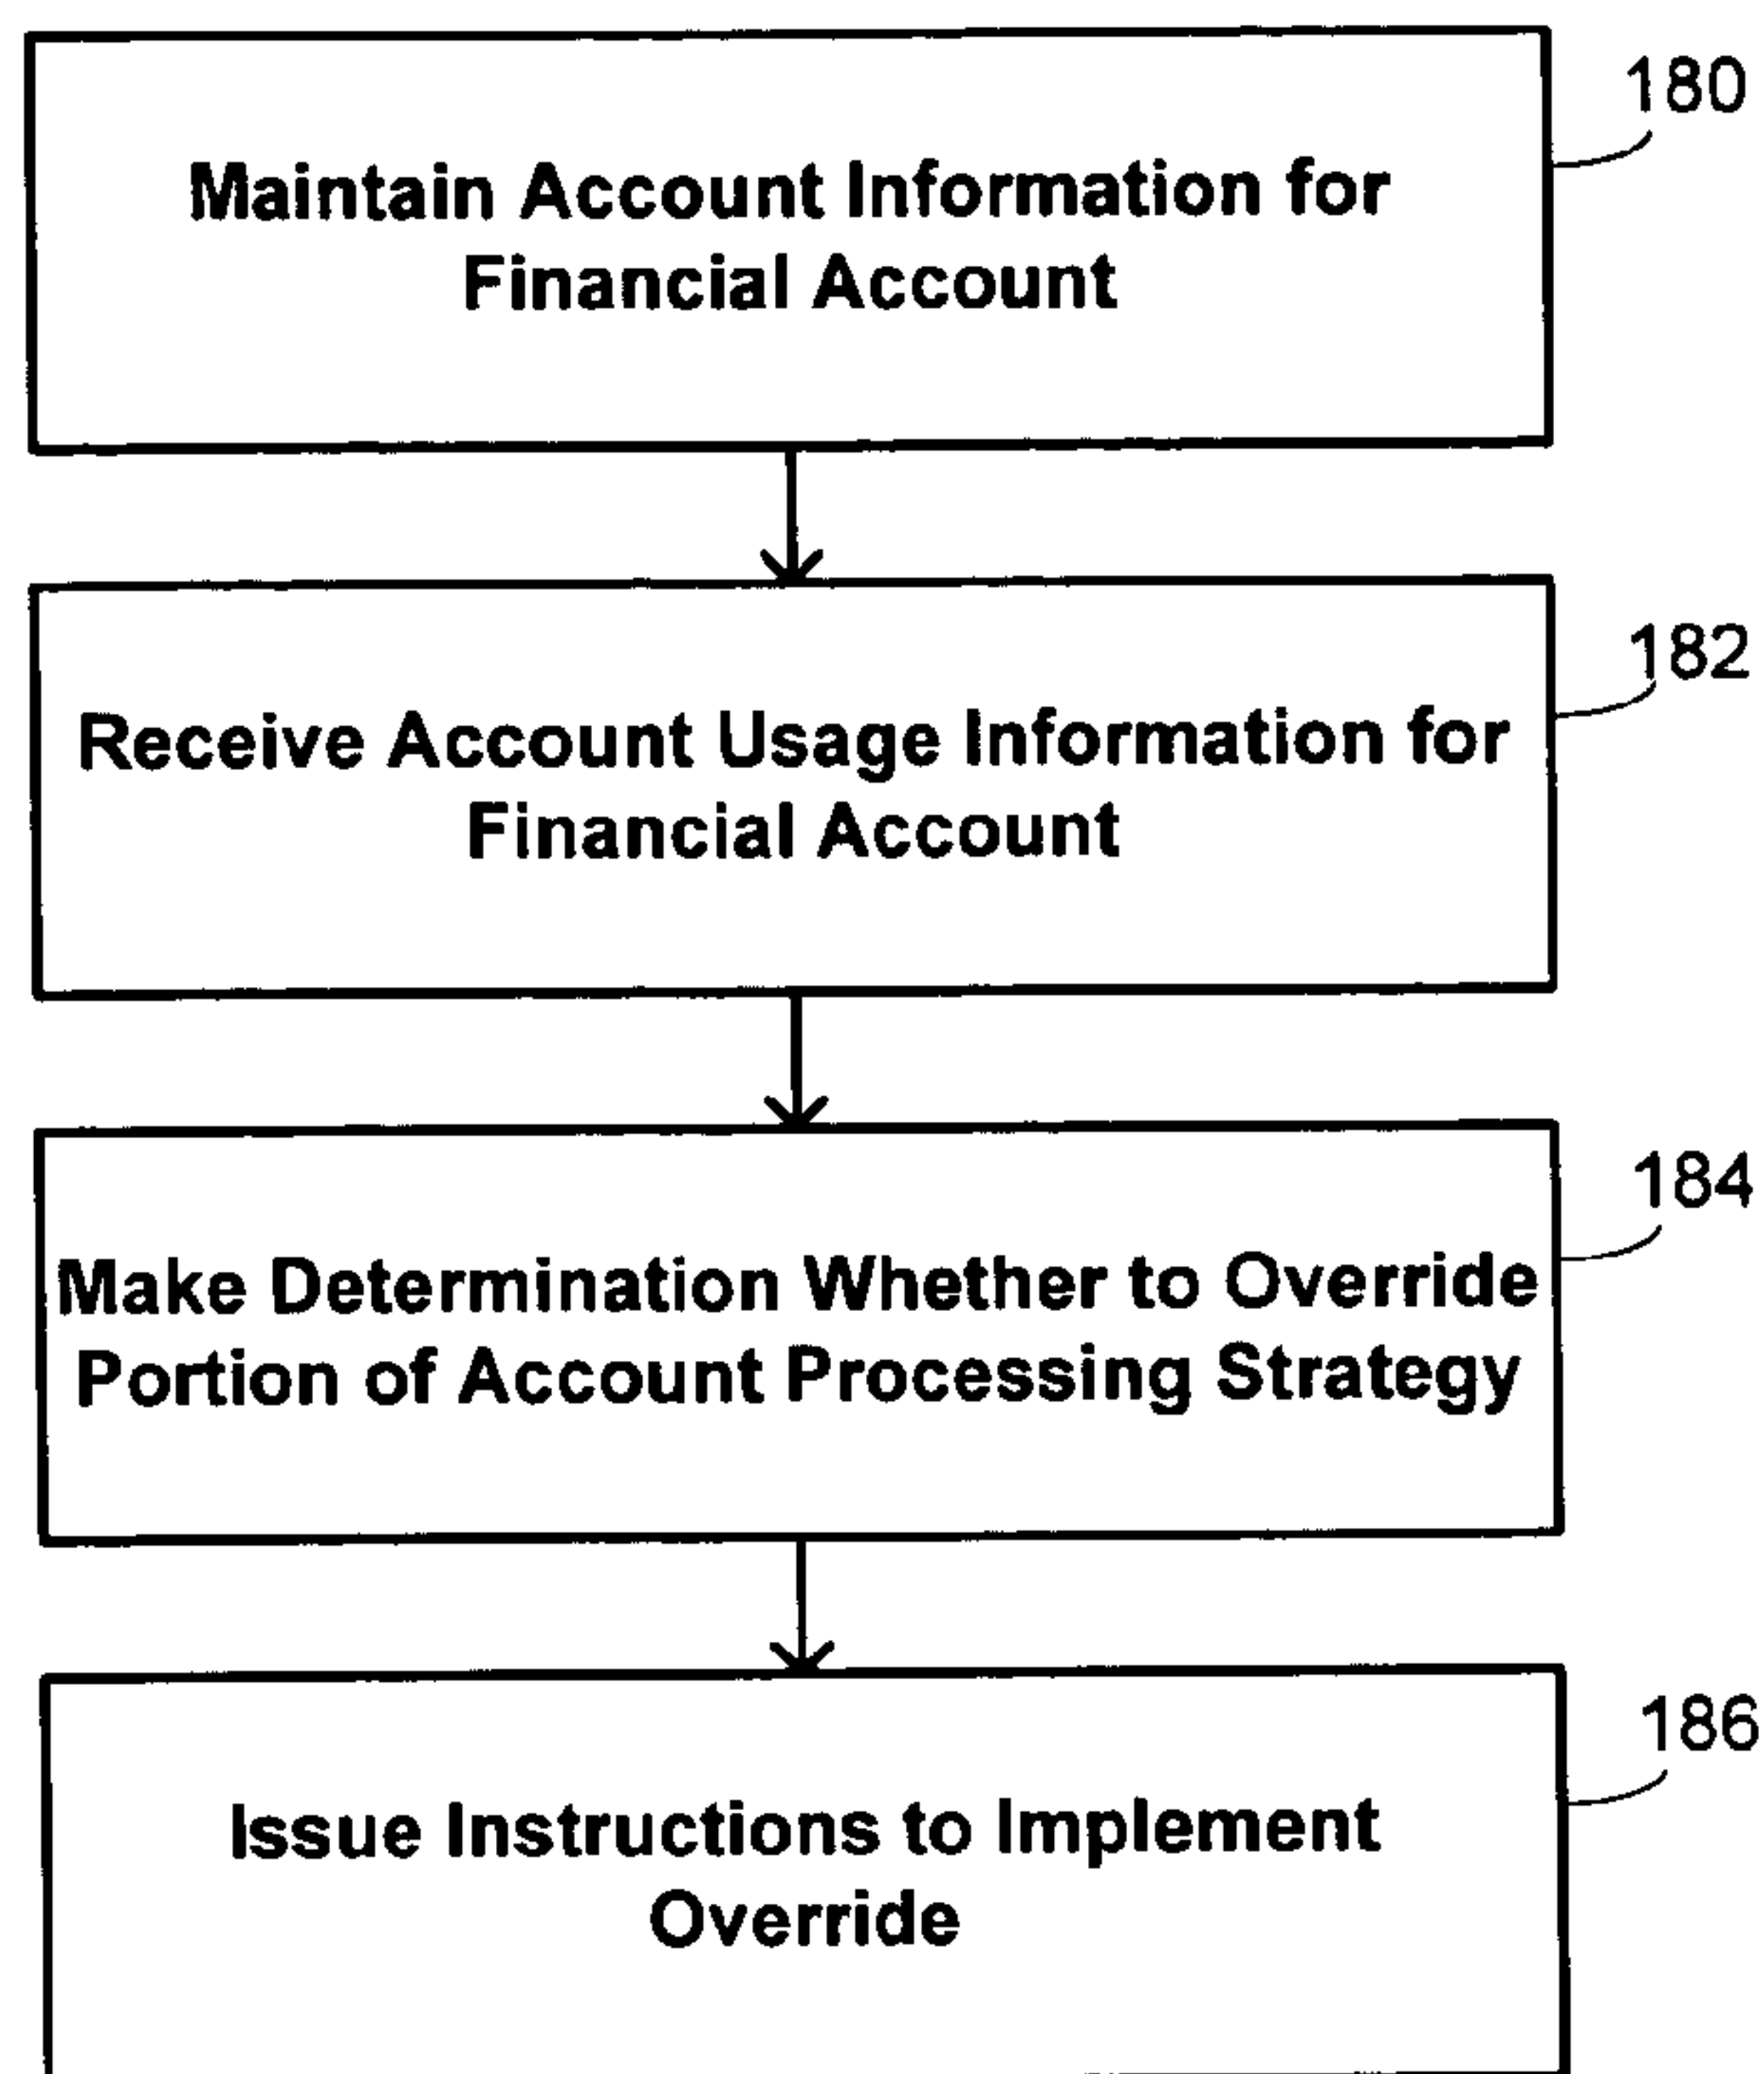 180
Maintain Account Information for
Financial Account
182
Receive Account Usage Information for
Financial Account
184
Make Determination Whether to Override
Portion of Account Processing Strategy
186
Issue Instructions to Implement
Override